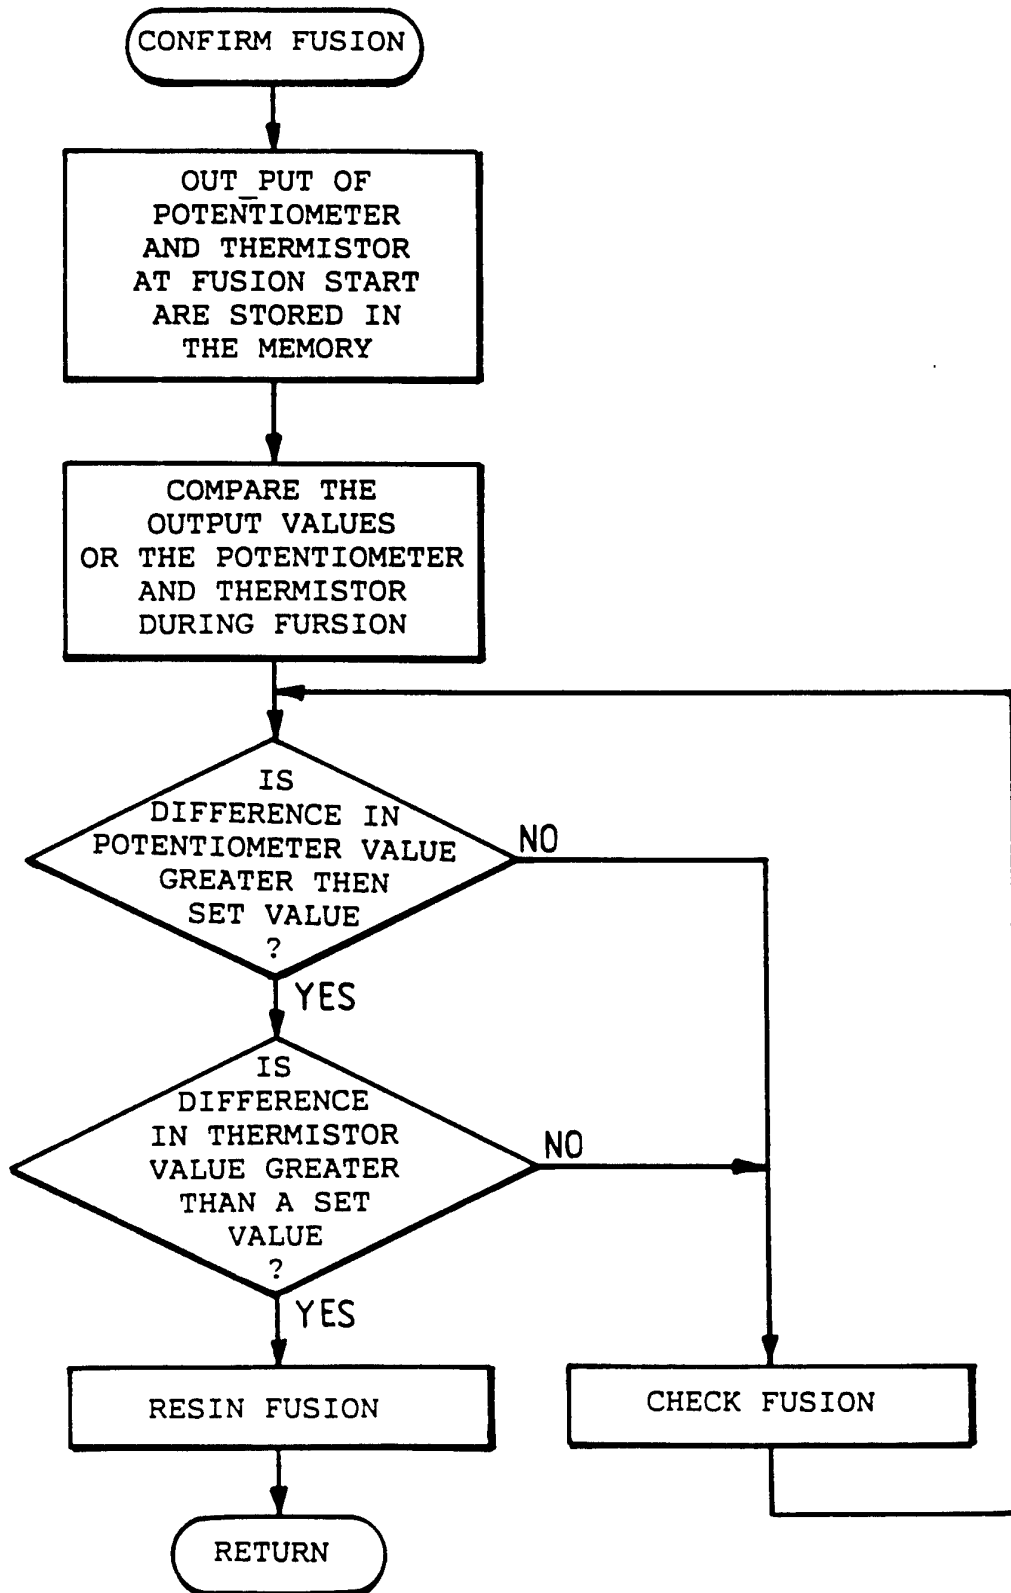 CONFIRM FUSION
OUT_PUT OF
POTENTIOMETER
AND THERMISTOR
AT FUSION START
ARE STORED IN
THE MEMORY
COMPARE THE
OUTPUT VALUES
OR THE POTENTIOMETER
AND THERMISTOR
DURING FURSION
IS
DIFFERENCE IN
POTENTIOMETER VALUE
GREATER THEN
SET VALUE
?
NO
YES
IS
DIFFERENCE
IN THERMISTOR
VALUE GREATER
THAN A SET
VALUE
?
NO
YES
RESIN FUSION
CHECK FUSION
RETURN